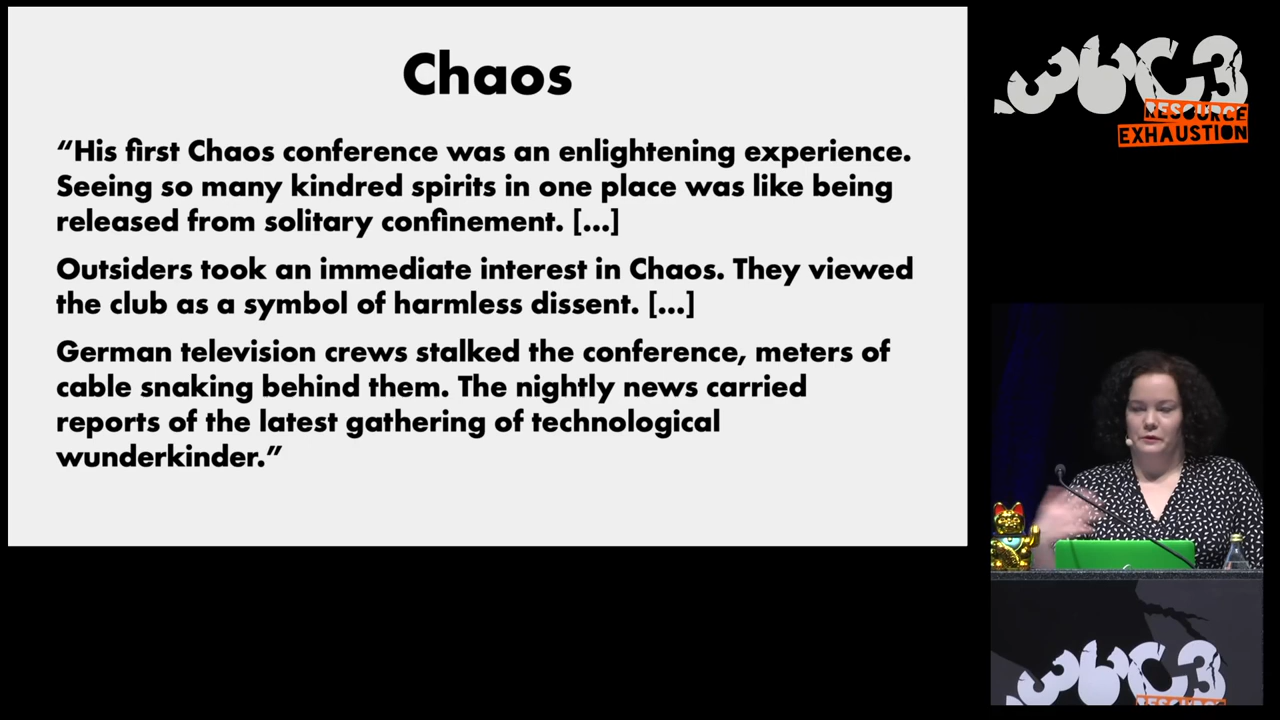 Chaos
“His first Chaos conference was an enlightening experience.
Seeing so many kindred spirits in one place was like being
released from solitary confinement. [...]
Outsiders took an immediate interest in Chaos. They viewed
the club as a symbol of harmless dissent. [...]
German television crews stalked the conference, meters of
cable snaking behind them. The nightly news carried
reports of the latest gathering of technological
wunderkinder.”
36C3
RESOURCE
EXHAUSTION
36C3
RESOURCE